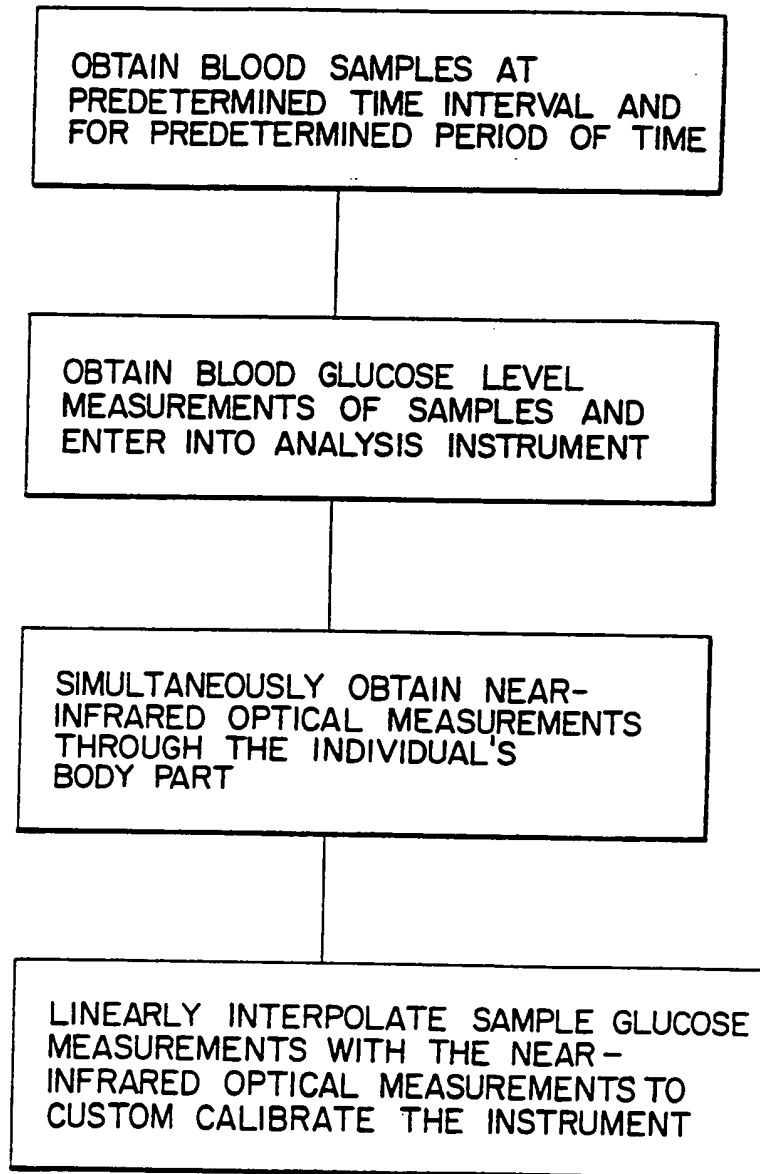 OBTAIN BLOOD SAMPLES AT
PREDETERMINED TIME INTERVAL AND
FOR PREDETERMINED PERIOD OF TIME
OBTAIN BLOOD GLUCOSE LEVEL
MEASUREMENTS OF SAMPLES AND
ENTER INTO ANALYSIS INSTRUMENT
SIMULTANEOUSLY OBTAIN NEAR-
INFRARED OPTICAL MEASUREMENTS
THROUGH THE INDIVIDUAL'S
BODY PART
LINEARLY INTERPOLATE SAMPLE GLUCOSE
MEASUREMENTS WITH THE NEAR-
INFRARED OPTICAL MEASUREMENTS TO
CUSTOM CALIBRATE THE INSTRUMENT